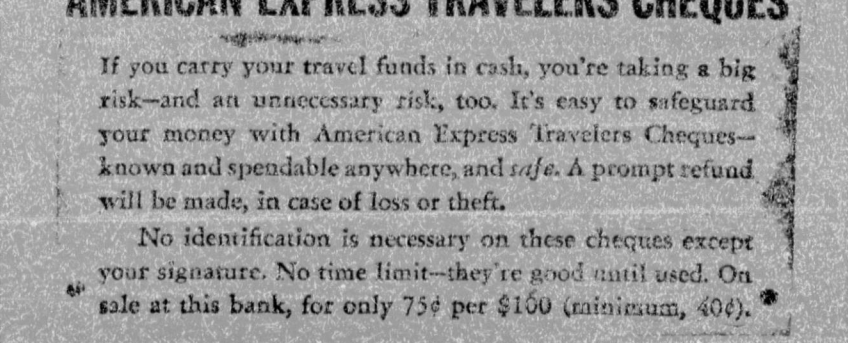 AMERICAN EXPRESS TRAVELERS CHEQUES
If you carry your travel funds in cash, you're taking a big
risk—and an unnecessary risk, too. It's easy to safeguard
your money with American Express Travelers Cheques—
known and spendable anywhere, and safe. A prompt refund
will be made, in case of loss or theft.
No identification is necessary on these cheques except
your signature. No time limit—they're good until used. On
sale at this bank, for only 75¢ per $100 (minimum, 40¢).